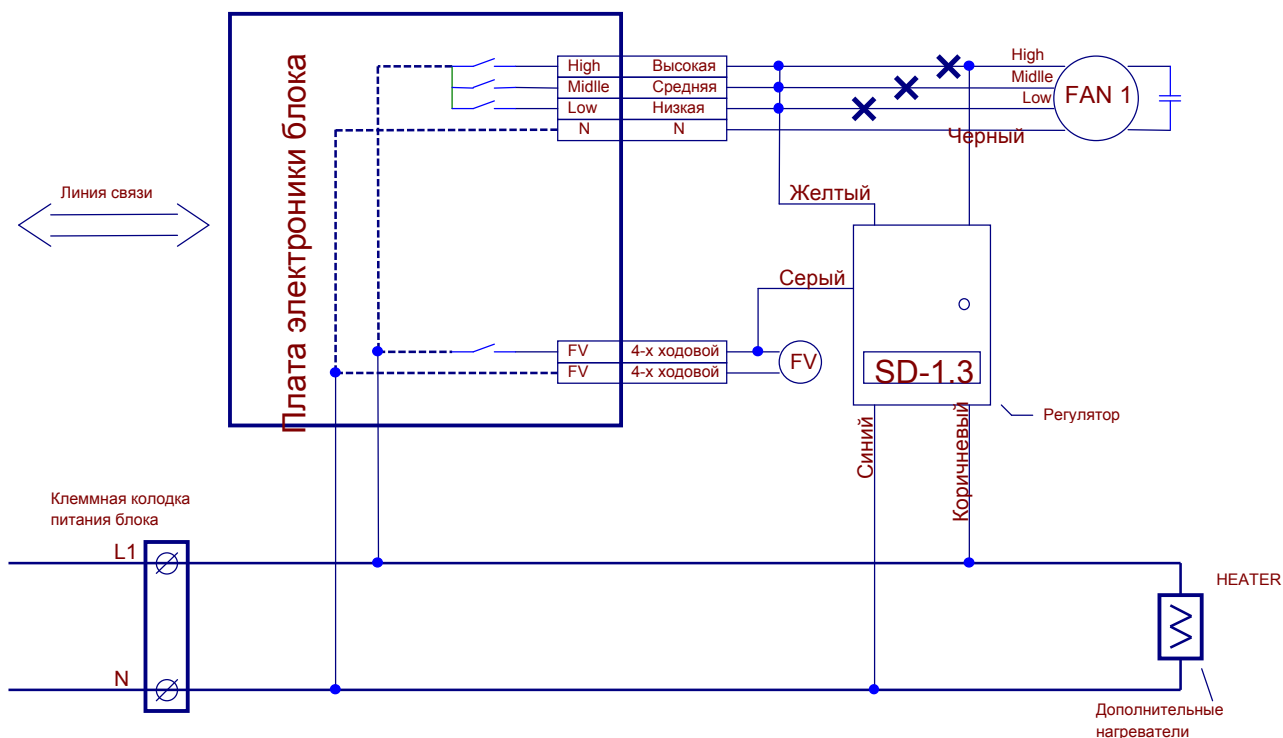 Плата электроники блока
Линия связи
High Высокая
Midlle Средняя
Low Низкая
N N
High
Midlle
Low
FAN 1
Черный
Желтый
Серый
FV 4-х ходовой
FV 4-х ходовой
FV
SD-1.3
Регулятор
Синий
Коричневый
Клеммная колодка
питания блока
L1
N
HEATER
Дополнительные
нагреватели